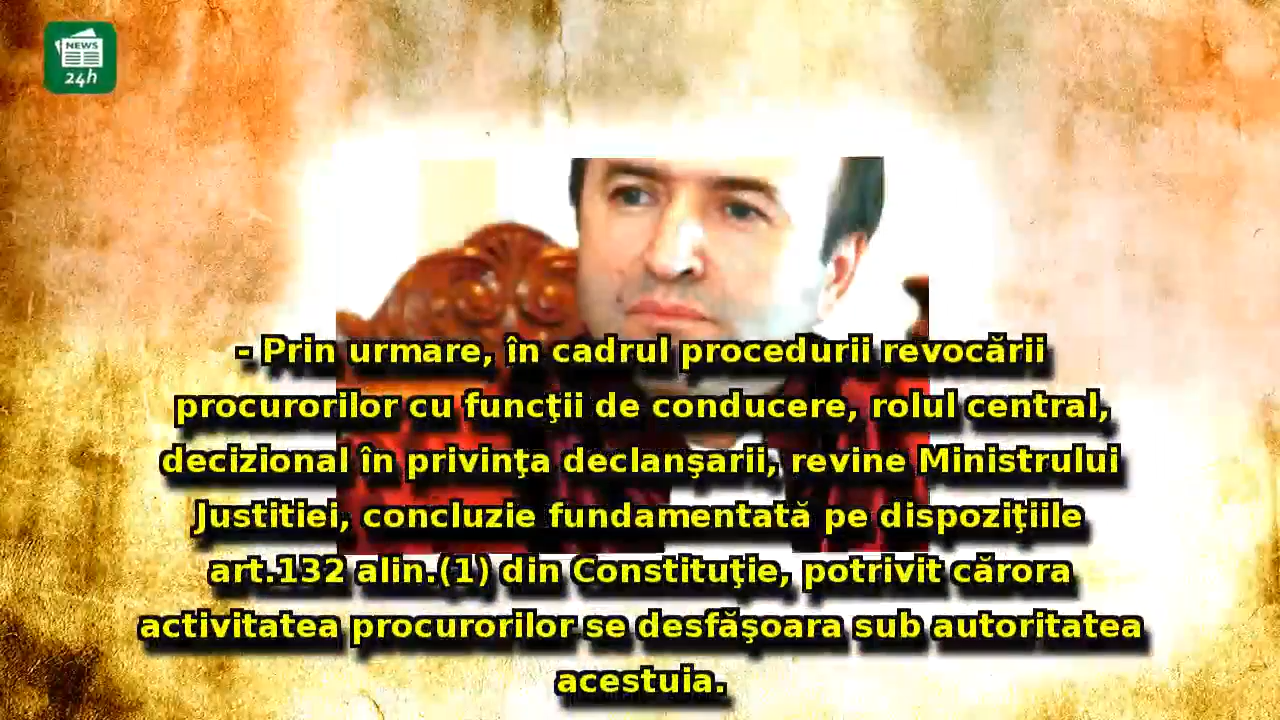 NEWS
24h
- Prin urmare, în cadrul procedurii revocării
procurorilor cu funcţii de conducere, rolul central,
decizional în privinţa declanşarii, revine Ministrului
Justitiei, concluzie fundamentată pe dispoziţiile
art.132 alin.(1) din Constituţie, potrivit cărora
activitatea procurorilor se desfăşoara sub autoritatea
acestuia.